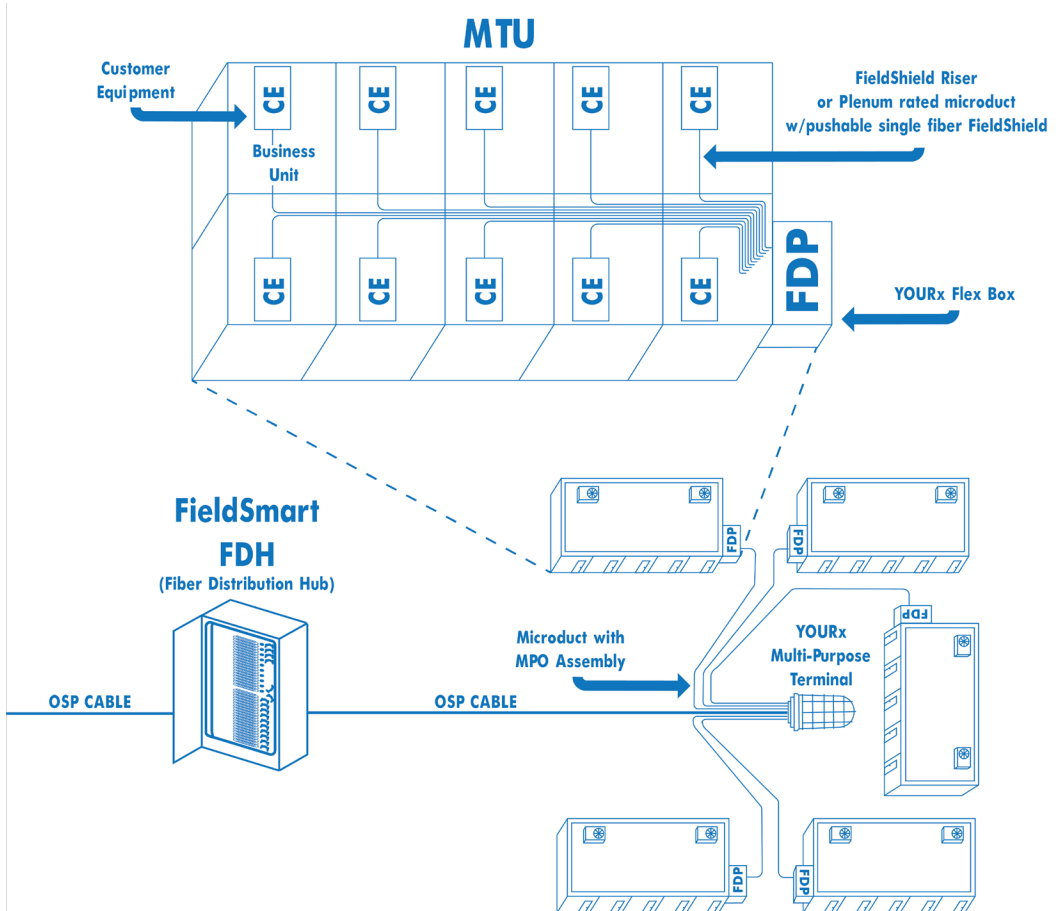 MTU
Customer
Equipment
FieldShield Riser
or Plenum rated microduct
w/pushable single fiber FieldShield
CE
CE
CE
CE
CE
Business
Unit
CE
CE
CE
CE
CE
FDP
YOURx Flex Box
FieldSmart
FDH
(Fiber Distribution Hub)
FDP
FDP
FDP
Microduct with
MPO Assembly
YOURx
Multi-Purpose
Terminal
OSP CABLE
OSP CABLE
FDP
FDP